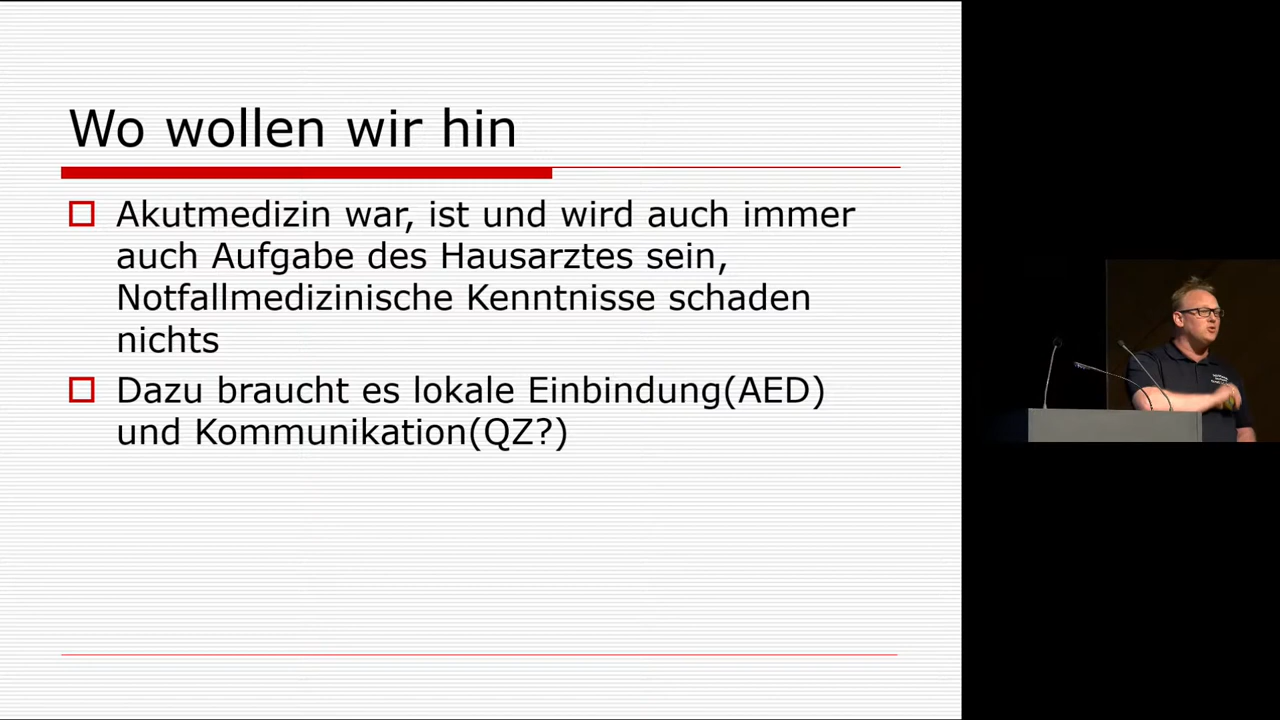 Wo wollen wir hin
Akutmedizin war, ist und wird auch immer
auch Aufgabe des Hausarztes sein,
Notfallmedizinische Kenntnisse schaden
nichts
Dazu braucht es lokale Einbindung(AED)
und Kommunikation(QZ?)